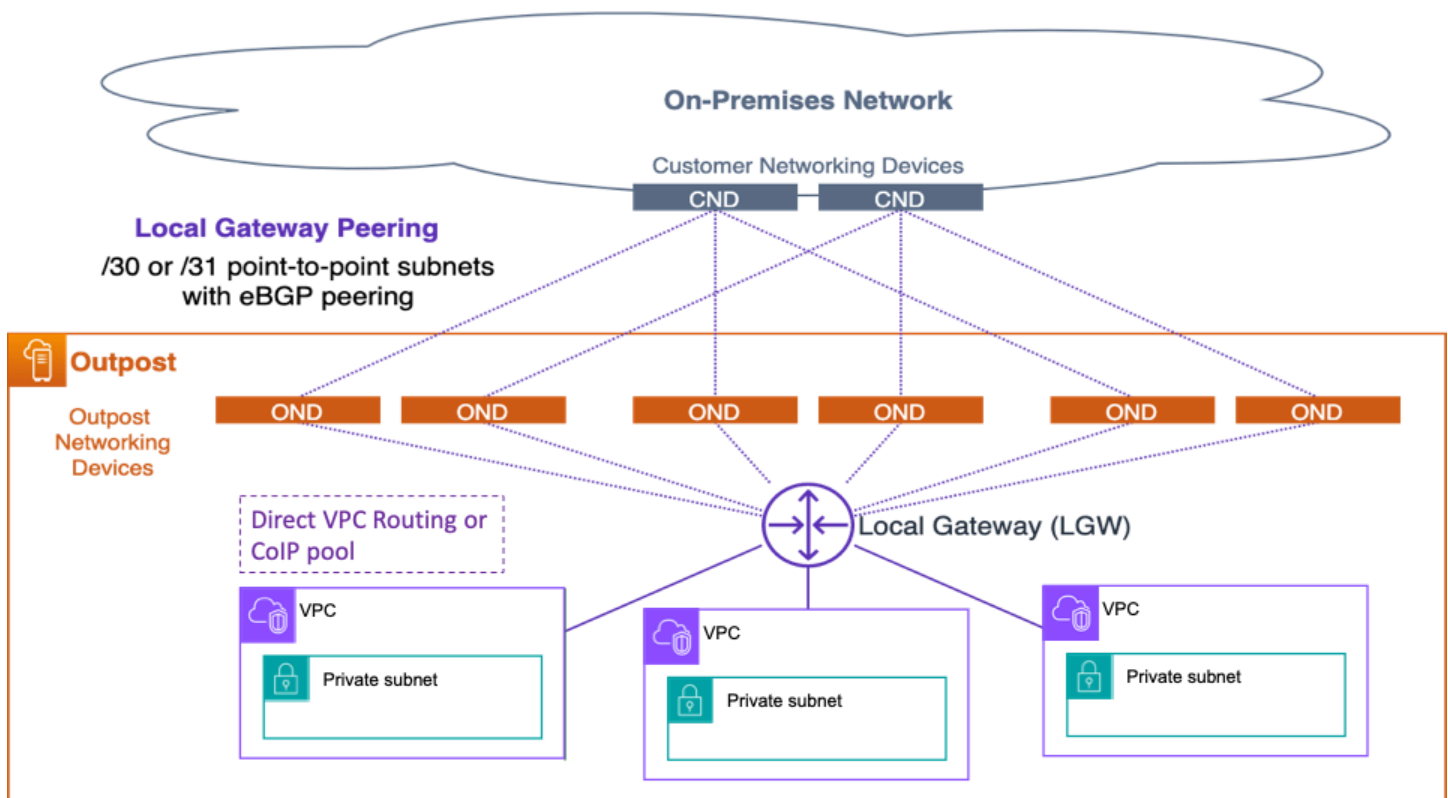 On-Premises Network
Customer Networking Devices
CND
CND
Local Gateway Peering
/30 or /31 point-to-point subnets
with eBGP peering
Outpost
Outpost
Networking
Devices
OND
OND
OND
OND
OND
OND
Direct VPC Routing or
CoIP pool
Local Gateway (LGW)
VPC
Private subnet
VPC
Private subnet
VPC
Private subnet